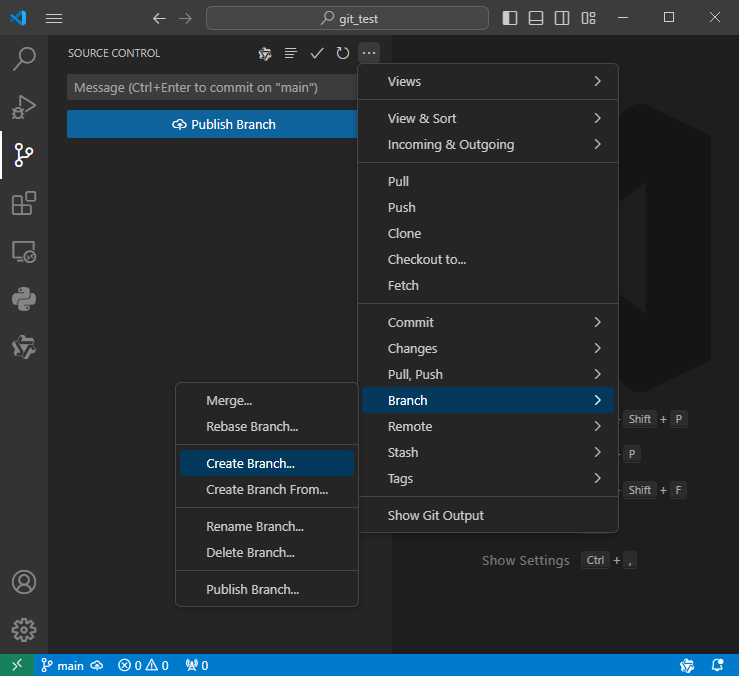 git_test
SOURCE CONTROL
Message (Ctrl+Enter to commit on "main")
Publish Branch
Views
View & Sort
Incoming & Outgoing
Pull
Push
Clone
Checkout to...
Fetch
Commit
Changes
Pull, Push
Branch
Remote
Stash
Tags
Show Git Output
Merge...
Rebase Branch...
Create Branch...
Create Branch From...
Rename Branch...
Delete Branch...
Publish Branch...
Shift + P
P
Shift + F
Show Settings Ctrl + ,
main 0 0 0